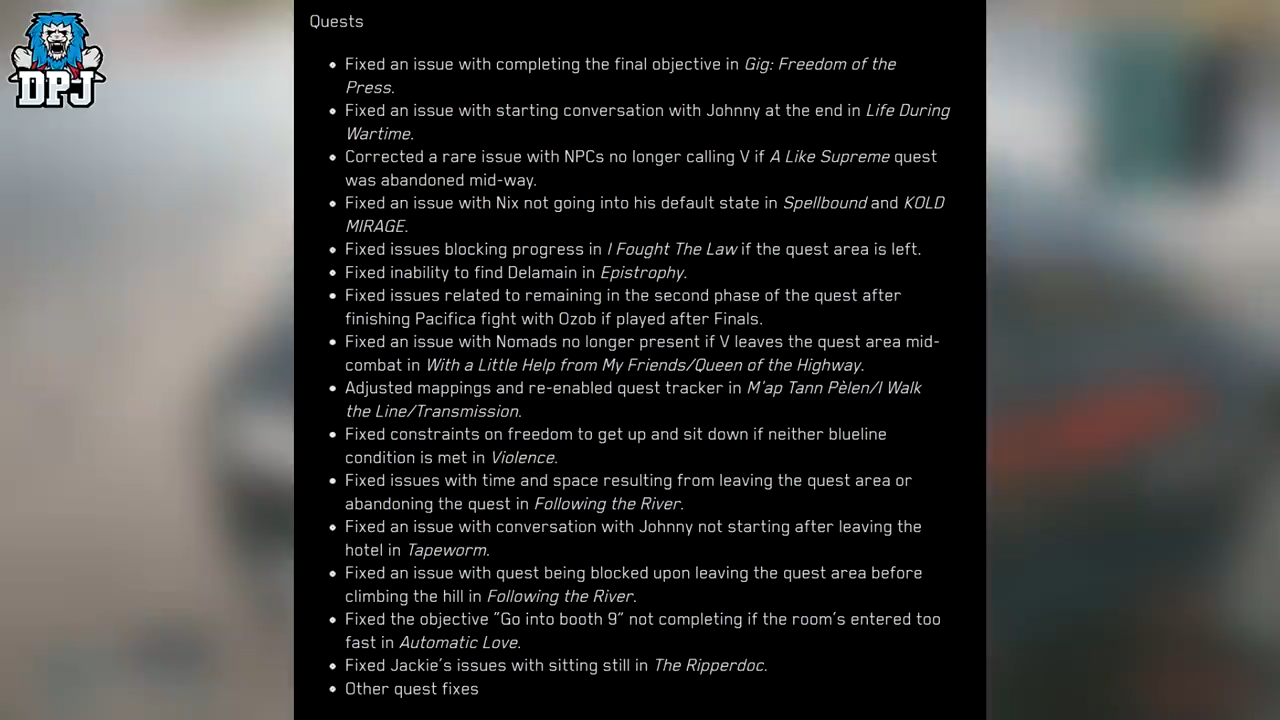 DPJ
Quests
• Fixed an issue with completing the final objective in Gig: Freedom of the
Press.
• Fixed an issue with starting conversation with Johnny at the end in Life During
Wartime.
• Corrected a rare issue with NPCs no longer calling V if A Like Supreme quest
was abandoned mid-way.
• Fixed an issue with Nix not going into his default state in Spellbound and KOLD
MIRAGE.
• Fixed issues blocking progress in I Fought The Law if the quest area is left.
• Fixed inability to find Delamain in Epistrophy.
• Fixed issues related to remaining in the second phase of the quest after
finishing Pacifica fight with Ozob if played after Finals.
• Fixed an issue with Nomads no longer present if V leaves the quest area mid-
combat in With a Little Help from My Friends/Queen of the Highway.
• Adjusted mappings and re-enabled quest tracker in M'ap Tann Pèlen/I Walk
the Line/Transmission.
• Fixed constraints on freedom to get up and sit down if neither blueline
condition is met in Violence.
• Fixed issues with time and space resulting from leaving the quest area or
abandoning the quest in Following the River.
• Fixed an issue with conversation with Johnny not starting after leaving the
hotel in Tapeworm.
• Fixed an issue with quest being blocked upon leaving the quest area before
climbing the hill in Following the River.
• Fixed the objective "Go into booth 9" not completing if the room's entered too
fast in Automatic Love.
• Fixed Jackie's issues with sitting still in The Ripperdoc.
• Other quest fixes